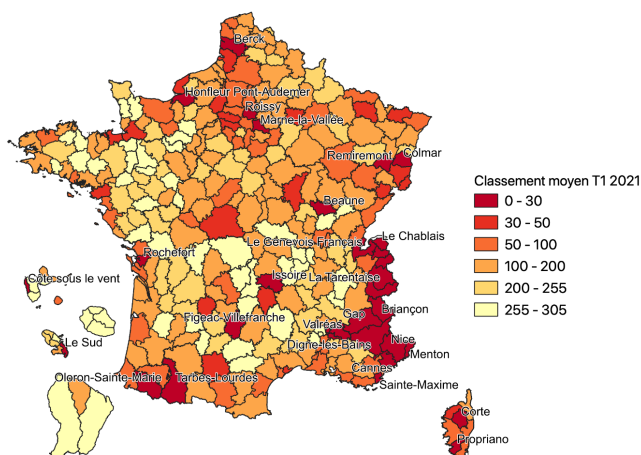 Berck
Honfleur Pont-Audemer
Roissy
Marne-la-Vallée
Remiremont
Colmar
Classement moyen T1 2021
0 - 30
30 - 50
50 - 100
100 - 200
200 - 255
255 - 305
Beaune
Le Chablais
Le Genevois Français
Rochefort
Issoire
La Tarentaise
Côte-sous le vent
Briançon
Gap
Figeac-Villefranche
Valréas
Le Sud
Nice
Digne-les-Bains
Menton
Cannes
Oloron-Sainte-Marie
Tarbes-Lourdes
Sainte-Maxime
Corte
Propriano